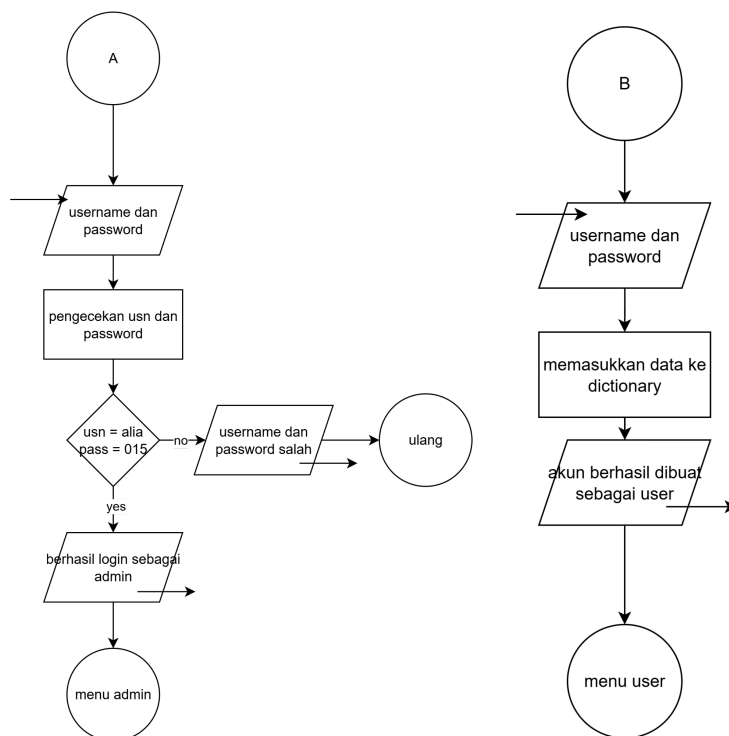 A
username dan
password
pengecekan usn dan
password
usn = alia
pass = 015
no
username dan
password salah
ulang
yes
berhasil login sebagai
admin
menu admin
B
username dan
password
memasukkan data ke
dictionary
akun berhasil dibuat
sebagai user
menu user